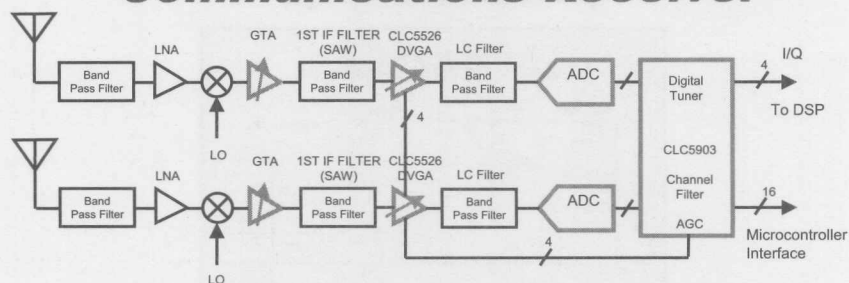 Communications Receiver
LNA
GTA
1ST IF FILTER
(SAW)
CLC5526
DVGA
LC Filter
Band
Pass Filter
Band
Pass Filter
Band
Pass Filter
ADC
Digital
Tuner
4
I/Q
To DSP
LO
4
CLC5903
Channel
Filter
AGC
LNA
GTA
1ST IF FILTER
(SAW)
CLC5526
DVGA
LC Filter
Band
Pass Filter
Band
Pass Filter
Band
Pass Filter
ADC
16
Microcontroller
Interface
LO
4